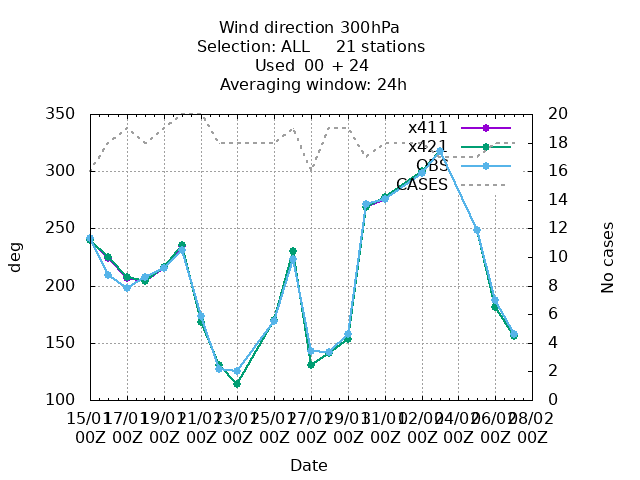 Wind direction 300hPa
Selection: ALL     21 stations
Used  00 + 24
Averaging window: 24h
350
300
250
200
150
100
deg
20
18
16
14
12
10
8
6
4
2
0
No cases
x411
x421
OBS
CASES
15/01 17/01 19/01 21/01 23/01 25/01 27/01 29/01 31/01 02/02 04/02 06/02 08/02
00Z 00Z 00Z 00Z 00Z 00Z 00Z 00Z 00Z 00Z 00Z 00Z 00Z
Date